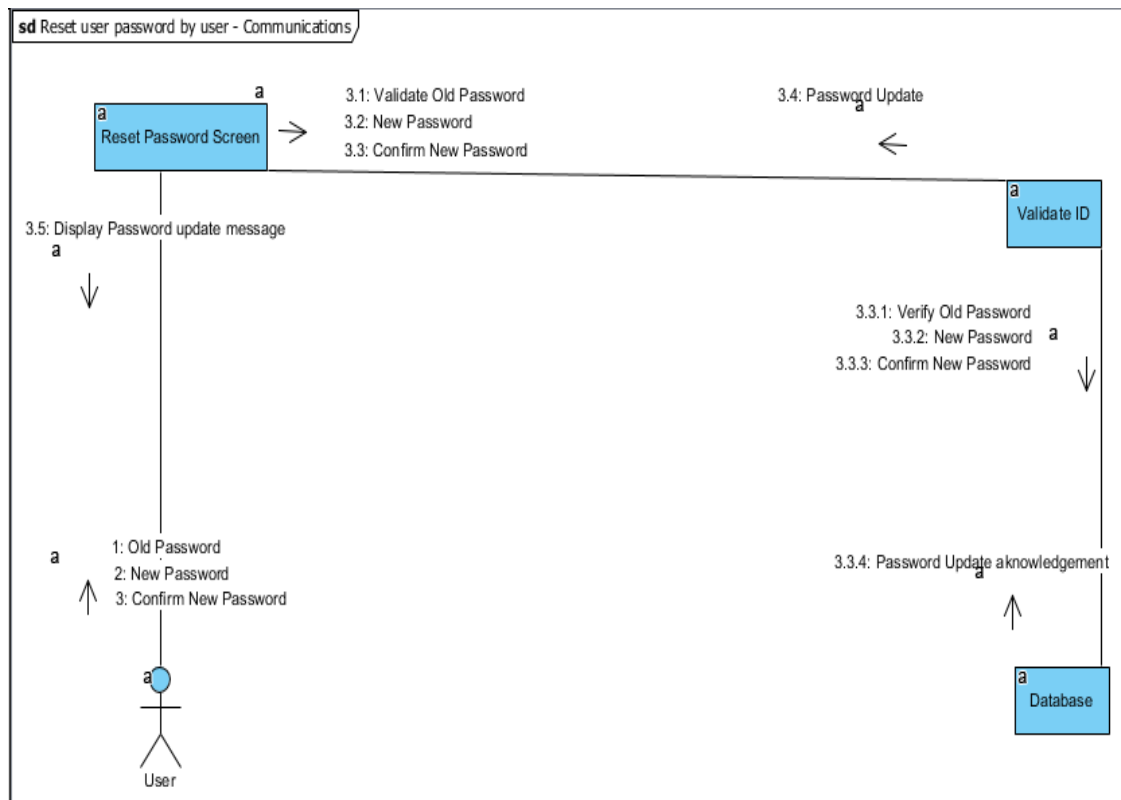 sd Reset user password by user - Communications
a
a
Reset Password Screen
3.1: Validate Old Password
3.2: New Password
3.3: Confirm New Password
3.4: Password Update
a
a
Validate ID
3.5: Display Password update message
a
3.3.1: Verify Old Password
3.3.2: New Password
3.3.3: Confirm New Password
a
a
1: Old Password
2: New Password
3: Confirm New Password
3.3.4: Password Update aknowledgement
a
a
User
a
Database